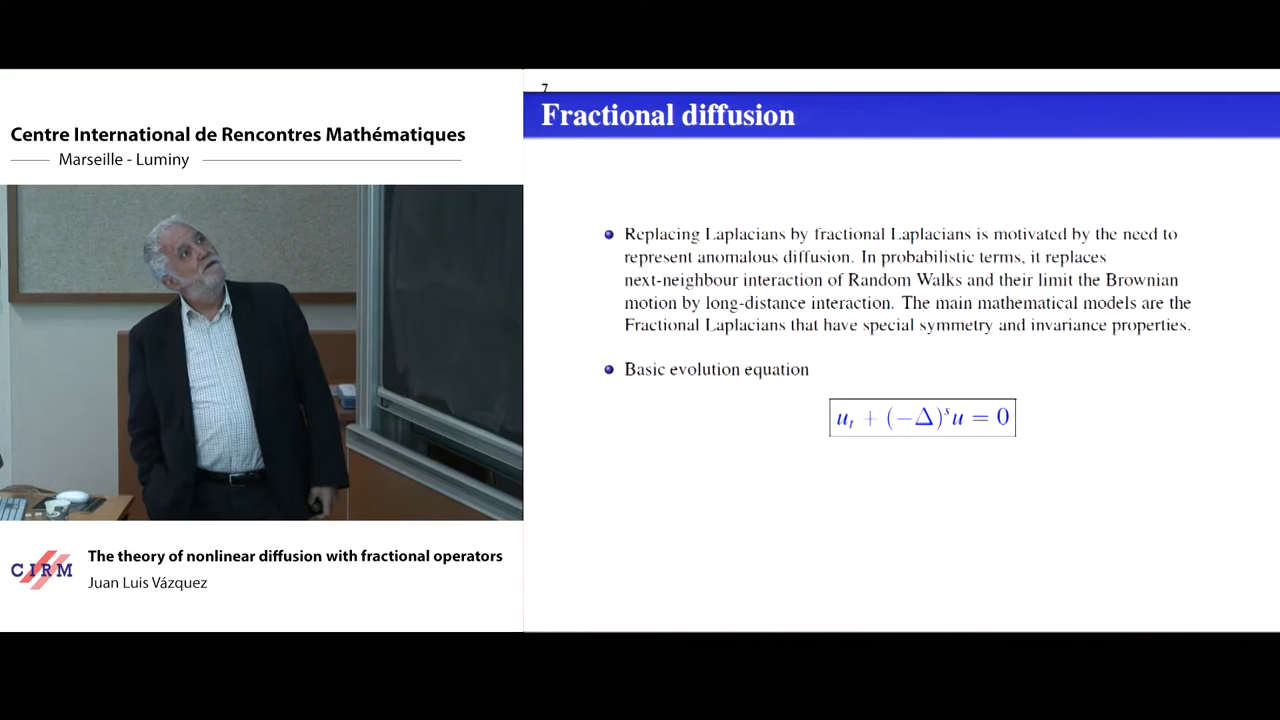 Centre International de Rencontres Mathématiques
Marseille - Luminy
CIRM
The theory of nonlinear diffusion with fractional operators
Juan Luis Vázquez
7
Fractional diffusion
Replacing Laplacians by fractional Laplacians is motivated by the need to
represent anomalous diffusion. In probabilistic terms, it replaces
next-neighbour interaction of Random Walks and their limit the Brownian
motion by long-distance interaction. The main mathematical models are the
Fractional Laplacians that have special symmetry and invariance properties.
Basic evolution equation
u_t + (−Δ)^s u = 0